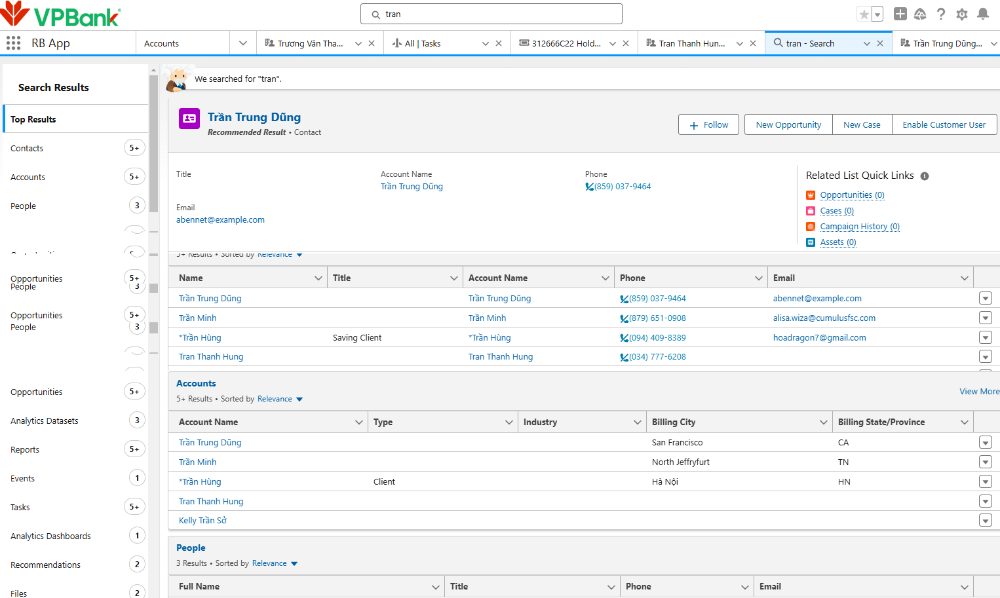 VPBank
tran
RB App
Accounts
Trương Văn Tha...
All | Tasks
312666C22 Hold...
Tran Thanh Hun...
tran - Search
Trần Trung Dũng...
Search Results
Top Results
Contacts 5+
Accounts 5+
People 3
Opportunities 5+
People 3
Opportunities 5+
People 3
Opportunities 5+
Analytics Datasets 3
Reports 5+
Events 1
Tasks 5+
Analytics Dashboards 1
Recommendations 2
Files 2
We searched for "tran".
Trần Trung Dũng
Recommended Result • Contact
Follow
New Opportunity
New Case
Enable Customer User
Title
Account Name
Trần Trung Dũng
Phone
(859) 037-9464
Email
abennet@example.com
Related List Quick Links
Opportunities (0)
Cases (0)
Campaign History (0)
Assets (0)
5+ Results • Sorted by Relevance
Name Title Account Name Phone Email
Trần Trung Dũng Trần Trung Dũng (859) 037-9464 abennet@example.com
Trần Minh Trần Minh (879) 651-0908 alisa.wiza@cumulusfsc.com
*Trần Hùng Saving Client *Trần Hùng (094) 409-8389 hoadragon7@gmail.com
Tran Thanh Hung Tran Thanh Hung (034) 777-6208
Accounts
5+ Results • Sorted by Relevance
View More
Account Name Type Industry Billing City Billing State/Province
Trần Trung Dũng San Francisco CA
Trần Minh North Jeffryfurt TN
*Trần Hùng Client Hà Nội HN
Tran Thanh Hung
Kelly Trần Sở
People
3 Results • Sorted by Relevance
Full Name Title Phone Email